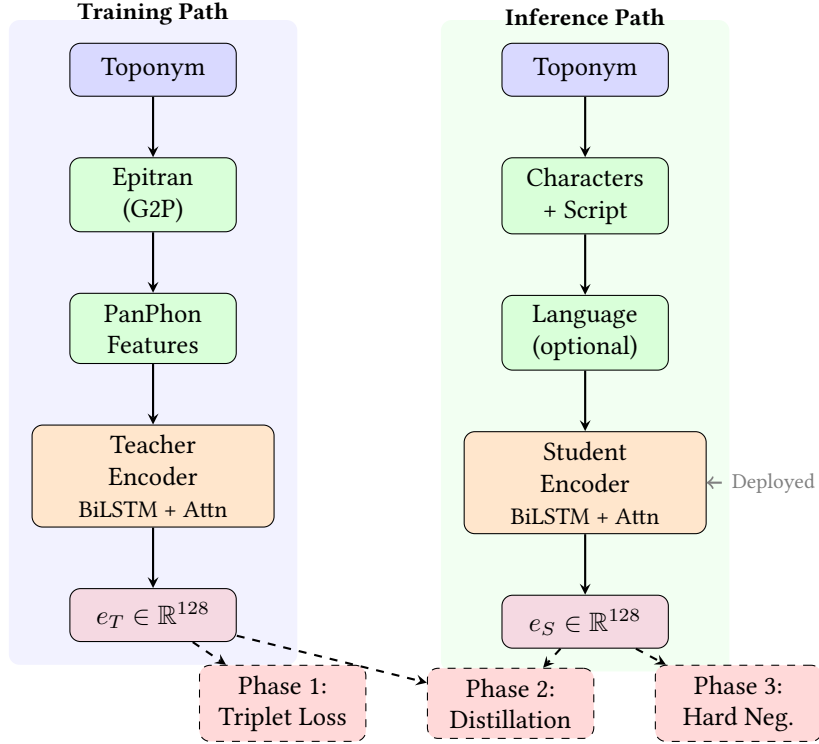 Training Path
Toponym
Epitran
(G2P)
PanPhon
Features
Teacher
Encoder
BiLSTM + Attn
e_T ∈ ℝ^128
Inference Path
Toponym
Characters
+ Script
Language
(optional)
Student
Encoder
BiLSTM + Attn
Deployed
e_S ∈ ℝ^128
Phase 1:
Triplet Loss
Phase 2:
Distillation
Phase 3:
Hard Neg.